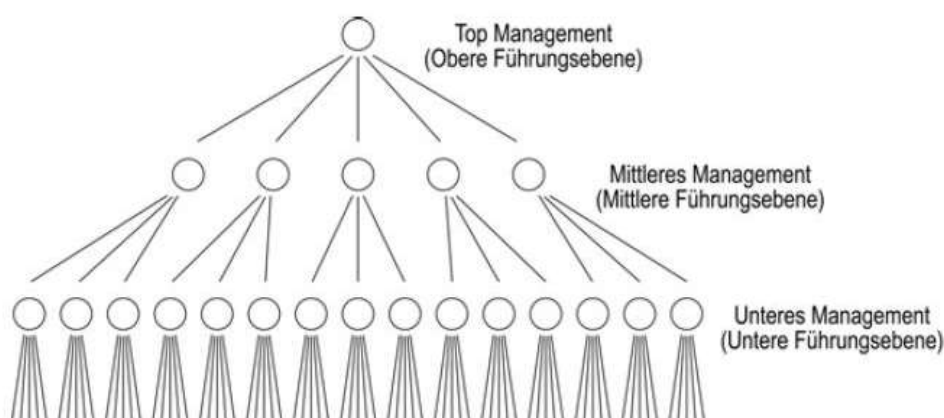 Top Management
(Obere Führungsebene)
Mittleres Management
(Mittlere Führungsebene)
Unteres Management
(Untere Führungsebene)